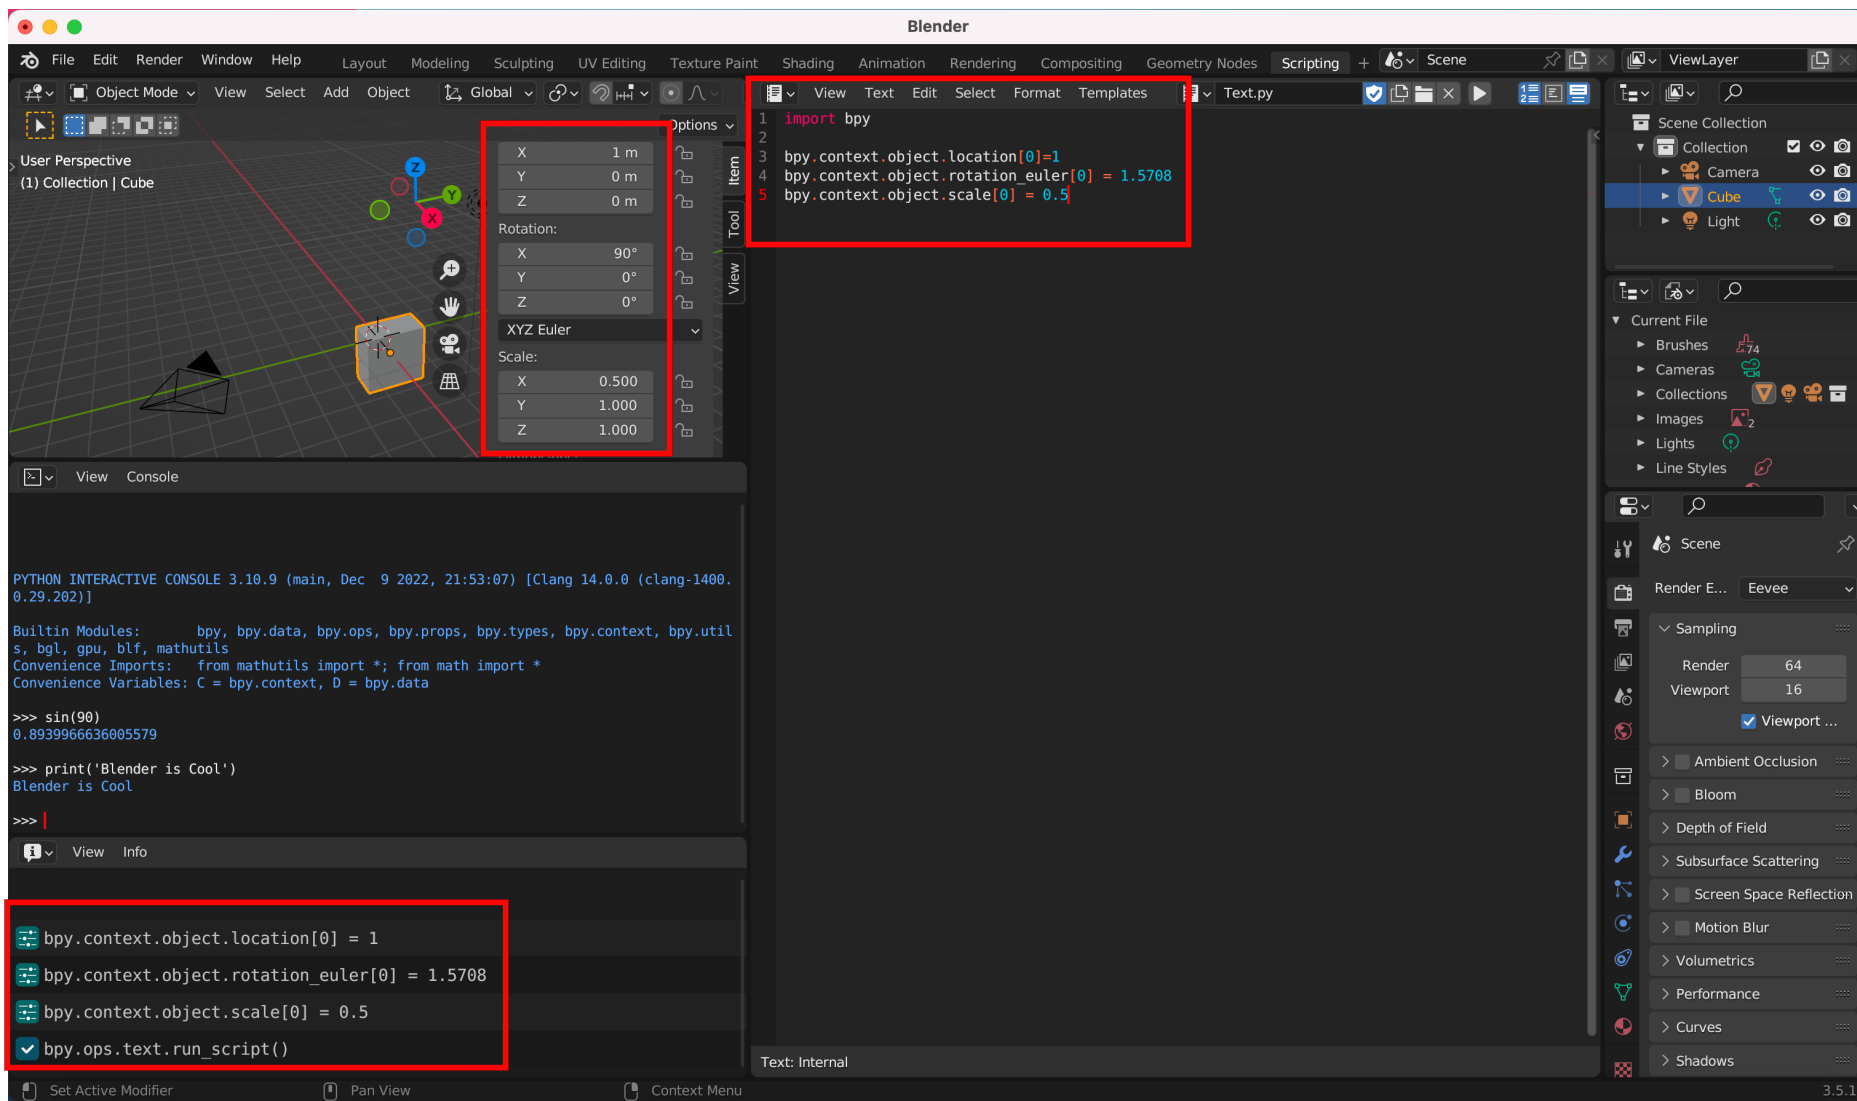 Blender
File Edit Render Window Help Layout Modeling Sculpting UV Editing Texture Paint Shading Animation Rendering Compositing Geometry Nodes Scripting + Scene ViewLayer
Object Mode View Select Add Object Global
Options
User Perspective
(1) Collection | Cube
Z
Y
X
X 1 m
Y 0 m
Z 0 m
Rotation:
X 90°
Y 0°
Z 0°
XYZ Euler
Scale:
X 0.500
Y 1.000
Z 1.000
Item
Tool
View
View Text Edit Select Format Templates Text.py
1 import bpy
2
3 bpy.context.object.location[0]=1
4 bpy.context.object.rotation_euler[0] = 1.5708
5 bpy.context.object.scale[0] = 0.5
Text: Internal
View Console
PYTHON INTERACTIVE CONSOLE 3.10.9 (main, Dec  9 2022, 21:53:07) [Clang 14.0.0 (clang-1400.
0.29.202)]
Builtin Modules:       bpy, bpy.data, bpy.ops, bpy.props, bpy.types, bpy.context, bpy.util
s, bgl, gpu, blf, mathutils
Convenience Imports:   from mathutils import *; from math import *
Convenience Variables: C = bpy.context, D = bpy.data
>>> sin(90)
0.8939966636005579
>>> print('Blender is Cool')
Blender is Cool
>>>
View Info
bpy.context.object.location[0] = 1
bpy.context.object.rotation_euler[0] = 1.5708
bpy.context.object.scale[0] = 0.5
bpy.ops.text.run_script()
Scene Collection
Collection
Camera
Cube
Light
Current File
Brushes 74
Cameras
Collections
Images 2
Lights
Line Styles
Scene
Render E... Eevee
Sampling
Render 64
Viewport 16
Viewport ...
Ambient Occlusion
Bloom
Depth of Field
Subsurface Scattering
Screen Space Reflection
Motion Blur
Volumetrics
Performance
Curves
Shadows
Set Active Modifier Pan View Context Menu 3.5.1